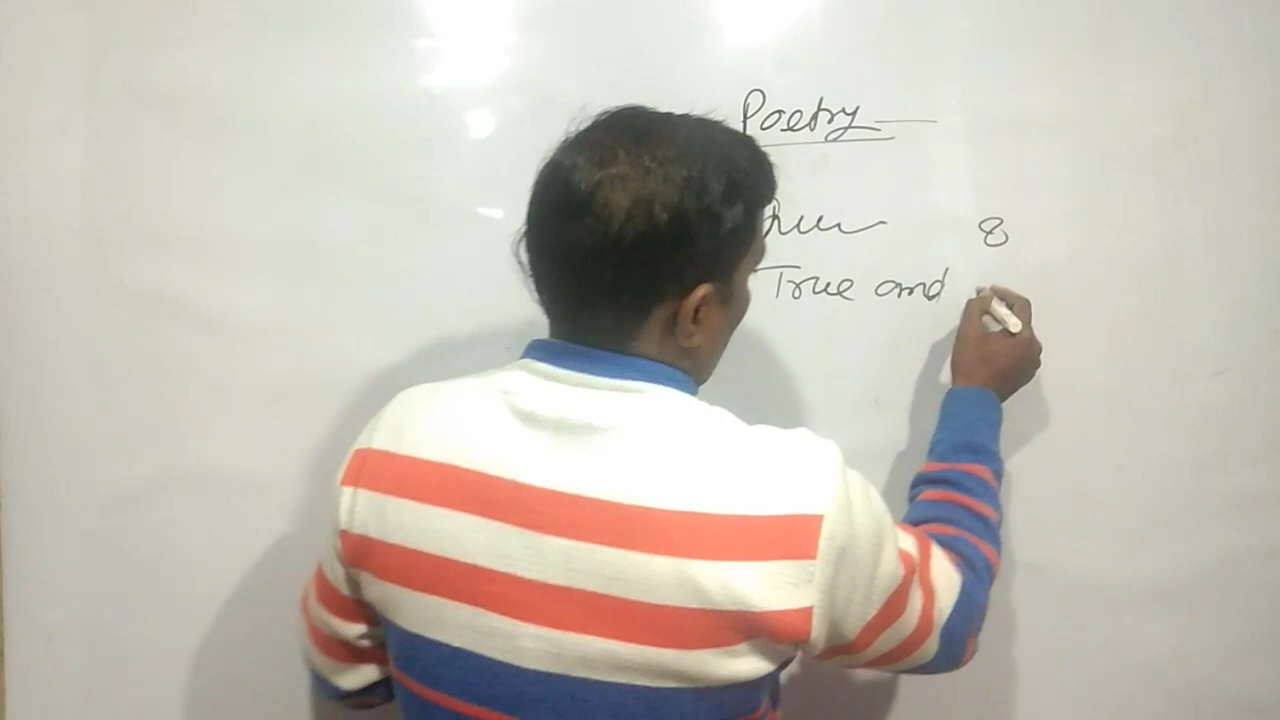 Poetry —
8
True and